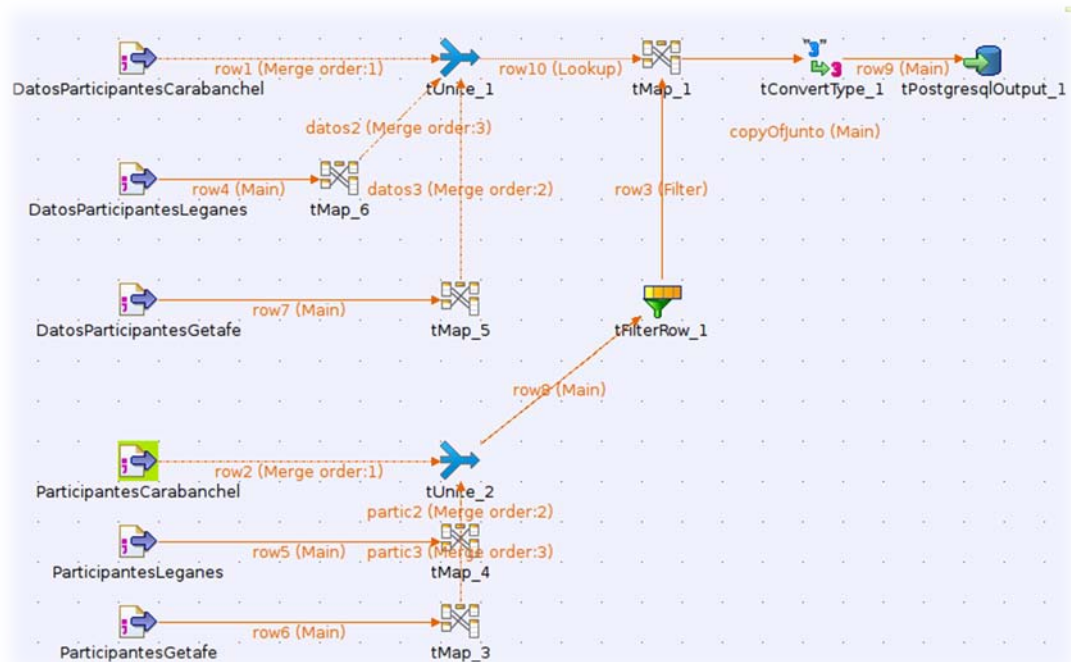 row1 (Merge order:1)
row10 (Lookup)
row9 (Main)
DatosParticipantesCarabanchel
tUnite_1
tMap_1
"3"
3
tConvertType_1
tPostgresqlOutput_1
datos2 (Merge order:3)
copyOfJunto (Main)
row4 (Main)
datos3 (Merge order:2)
row3 (Filter)
DatosParticipantesLeganes
tMap_6
row7 (Main)
DatosParticipantesGetafe
tMap_5
tFilterRow_1
row8 (Main)
row2 (Merge order:1)
ParticipantesCarabanchel
tUnite_2
partic2 (Merge order:2)
row5 (Main)
partic3 (Merge order:3)
ParticipantesLeganes
tMap_4
row6 (Main)
ParticipantesGetafe
tMap_3